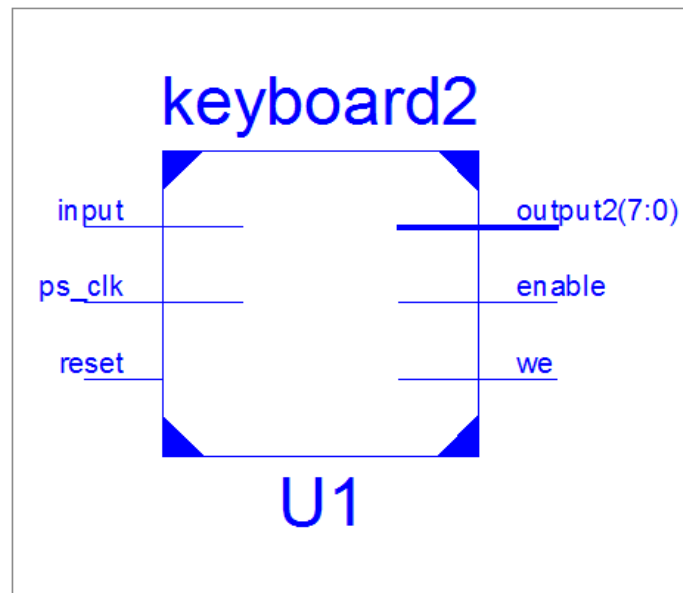 keyboard2
input
output2(7:0)
ps_clk
enable
reset
we
U1